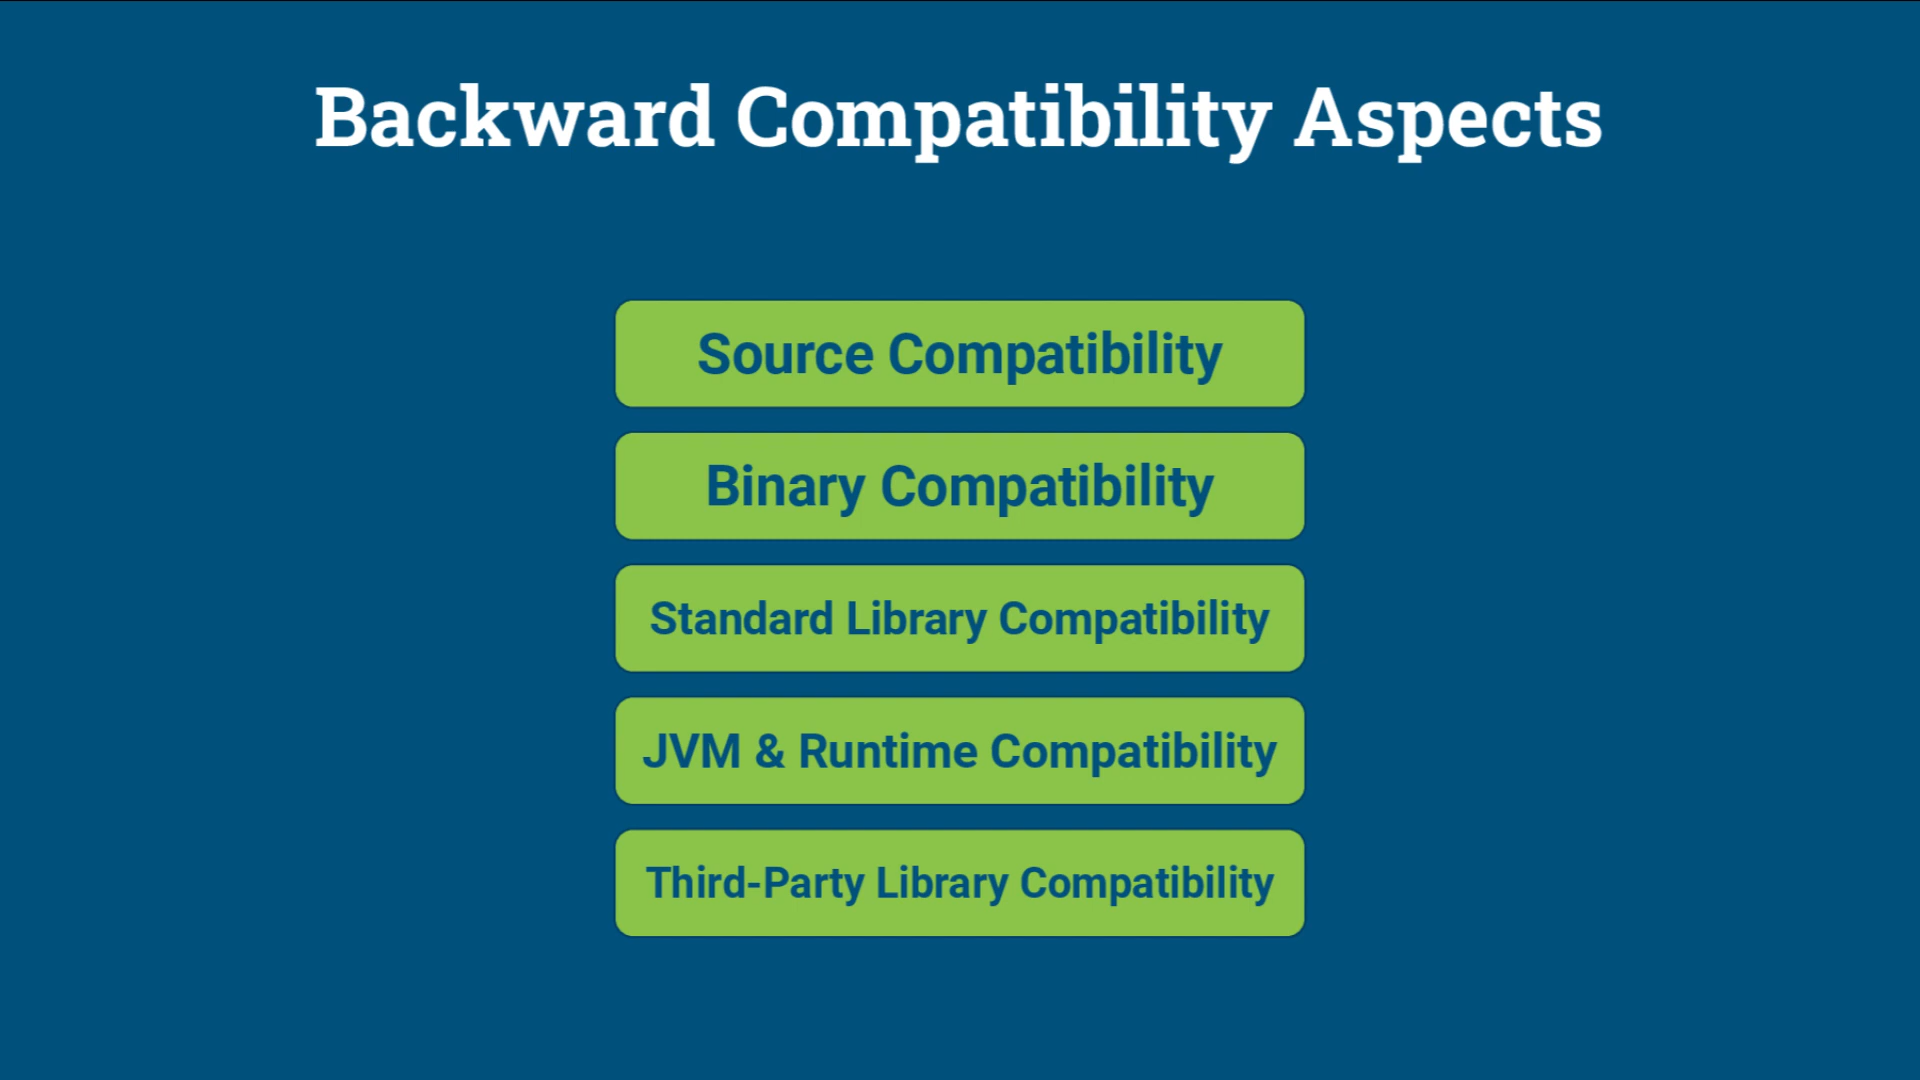 Backward Compatibility Aspects
Source Compatibility
Binary Compatibility
Standard Library Compatibility
JVM & Runtime Compatibility
Third-Party Library Compatibility